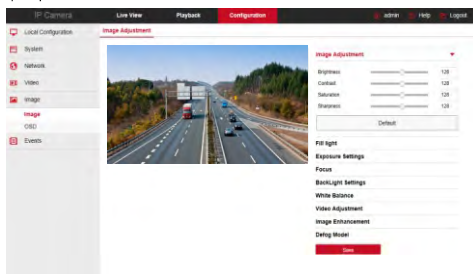 IP Camera
Live View
Playback
Configuration
admin
Help
Logout
Local Configuration
Image Adjustment
System
Network
Video
Image
Image
OSD
Events
Image Adjustment
Brightness 128
Contrast 128
Saturation 128
Sharpness 128
Default
Fill light
Exposure Settings
Focus
BackLight Settings
White Balance
Video Adjustment
Image Enhancement
Defog Model
Save